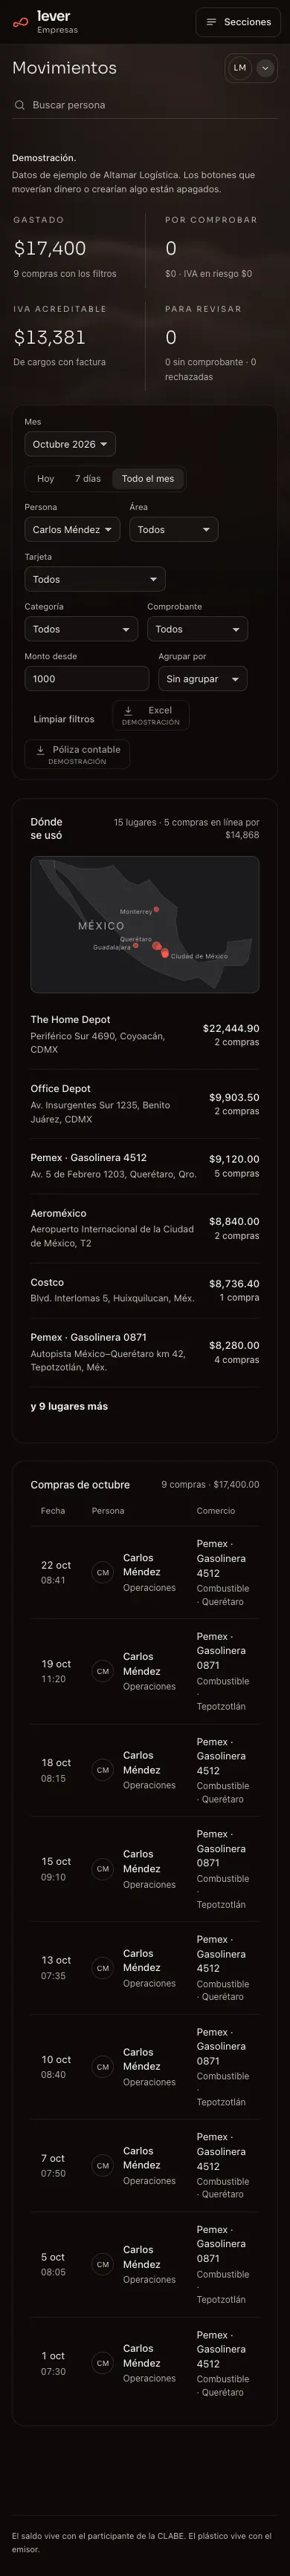 lever
Empresas
Secciones
Movimientos
LM
Buscar persona
Demostración.
Datos de ejemplo de Altamar Logística. Los botones que
moverían dinero o crearían algo están apagados.
GASTADO
$17,400
9 compras con los filtros
POR COMPROBAR
0
$0 · IVA en riesgo $0
IVA ACREDITABLE
$13,381
De cargos con factura
PARA REVISAR
0
0 sin comprobante · 0
rechazadas
Mes
Octubre 2026
Hoy
7 días
Todo el mes
Persona
Área
Carlos Méndez
Todos
Tarjeta
Todos
Categoría
Comprobante
Todos
Todos
Monto desde
Agrupar por
1000
Sin agrupar
Limpiar filtros
Excel
DEMOSTRACIÓN
Póliza contable
DEMOSTRACIÓN
Dónde
se usó
15 lugares · 5 compras en línea por
$14,868
Monterrey
MÉXICO
Querétaro
Guadalajara
Ciudad de México
The Home Depot
Periférico Sur 4690, Coyoacán,
CDMX
$22,444.90
2 compras
Office Depot
Av. Insurgentes Sur 1235, Benito
Juárez, CDMX
$9,903.50
2 compras
Pemex · Gasolinera 4512
Av. 5 de Febrero 1203, Querétaro, Qro.
$9,120.00
5 compras
Aeroméxico
Aeropuerto Internacional de la Ciudad
de México, T2
$8,840.00
2 compras
Costco
Blvd. Interlomas 5, Huixquilucan, Méx.
$8,736.40
1 compra
Pemex · Gasolinera 0871
Autopista México–Querétaro km 42,
Tepotzotlán, Méx.
$8,280.00
4 compras
y 9 lugares más
Compras de octubre
9 compras · $17,400.00
Fecha
Persona
Comercio
22 oct
08:41
CM
Carlos
Méndez
Operaciones
Pemex ·
Gasolinera
4512
Combustible
· Querétaro
19 oct
11:20
CM
Carlos
Méndez
Operaciones
Pemex ·
Gasolinera
0871
Combustible
·
Tepotzotlán
18 oct
08:15
CM
Carlos
Méndez
Operaciones
Pemex ·
Gasolinera
4512
Combustible
· Querétaro
15 oct
09:10
CM
Carlos
Méndez
Operaciones
Pemex ·
Gasolinera
0871
Combustible
·
Tepotzotlán
13 oct
07:35
CM
Carlos
Méndez
Operaciones
Pemex ·
Gasolinera
4512
Combustible
· Querétaro
10 oct
08:40
CM
Carlos
Méndez
Operaciones
Pemex ·
Gasolinera
0871
Combustible
·
Tepotzotlán
7 oct
07:50
CM
Carlos
Méndez
Operaciones
Pemex ·
Gasolinera
4512
Combustible
· Querétaro
5 oct
08:05
CM
Carlos
Méndez
Operaciones
Pemex ·
Gasolinera
0871
Combustible
·
Tepotzotlán
1 oct
07:30
CM
Carlos
Méndez
Operaciones
Pemex ·
Gasolinera
4512
Combustible
· Querétaro
El saldo vive con el participante de la CLABE. El plástico vive con el
emisor.